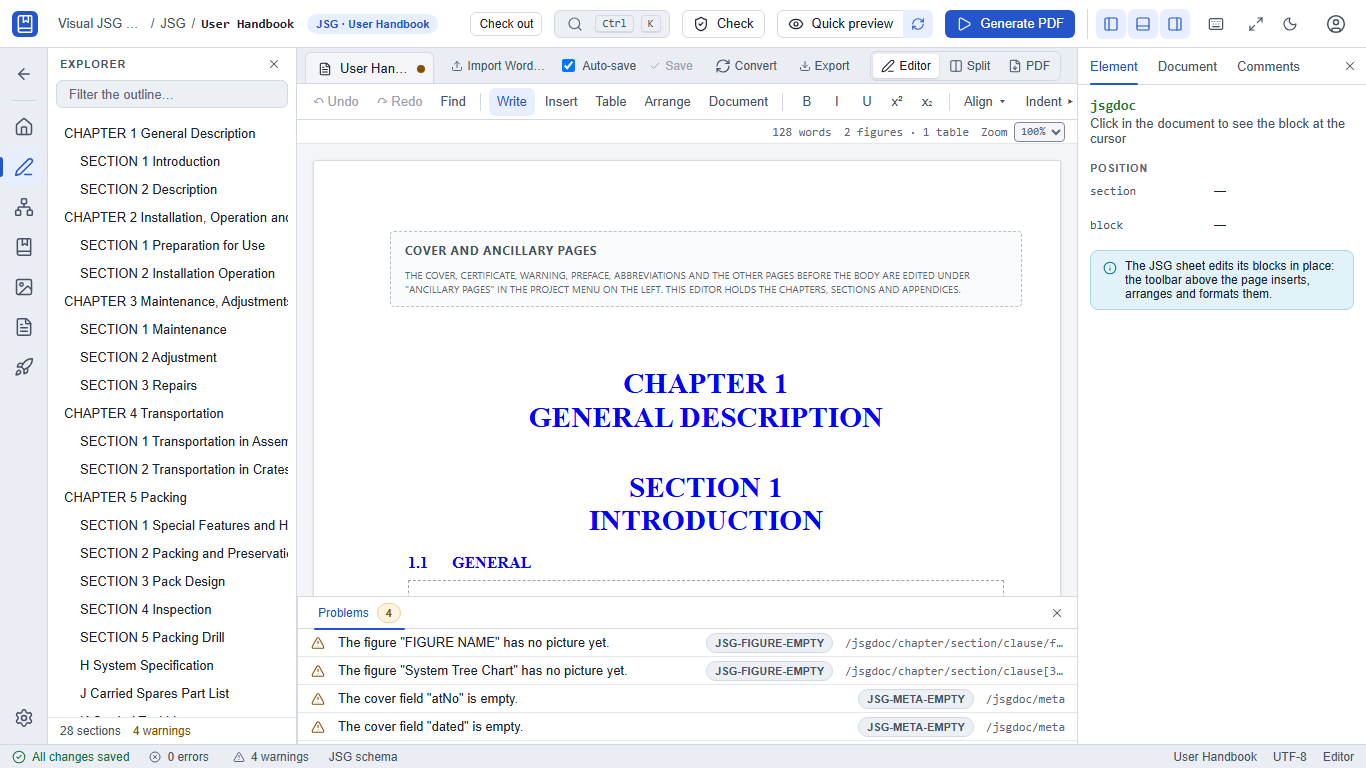 Visual JSG ... / JSG / User Handbook JSG · User Handbook Check out Ctrl K Check Quick preview Generate PDF
EXPLORER
Filter the outline...
CHAPTER 1 General Description
SECTION 1 Introduction
SECTION 2 Description
CHAPTER 2 Installation, Operation and
SECTION 1 Preparation for Use
SECTION 2 Installation Operation
CHAPTER 3 Maintenance, Adjustments
SECTION 1 Maintenance
SECTION 2 Adjustment
SECTION 3 Repairs
CHAPTER 4 Transportation
SECTION 1 Transportation in Assem
SECTION 2 Transportation in Crates
CHAPTER 5 Packing
SECTION 1 Special Features and H
SECTION 2 Packing and Preservati
SECTION 3 Pack Design
SECTION 4 Inspection
SECTION 5 Packing Drill
H System Specification
J Carried Spares Part List
28 sections 4 warnings
User Han... Import Word... Auto-save Save Convert Export Editor Split PDF
Undo Redo Find Write Insert Table Arrange Document B I U x² x₂ Align Indent
128 words 2 figures · 1 table Zoom 100%
COVER AND ANCILLARY PAGES
THE COVER, CERTIFICATE, WARNING, PREFACE, ABBREVIATIONS AND THE OTHER PAGES BEFORE THE BODY ARE EDITED UNDER
"ANCILLARY PAGES" IN THE PROJECT MENU ON THE LEFT. THIS EDITOR HOLDS THE CHAPTERS, SECTIONS AND APPENDICES.
CHAPTER 1
GENERAL DESCRIPTION
SECTION 1
INTRODUCTION
1.1 GENERAL
Problems 4
The figure "FIGURE NAME" has no picture yet. JSG-FIGURE-EMPTY /jsgdoc/chapter/section/clause/f...
The figure "System Tree Chart" has no picture yet. JSG-FIGURE-EMPTY /jsgdoc/chapter/section/clause[3...
The cover field "atNo" is empty. JSG-META-EMPTY /jsgdoc/meta
The cover field "dated" is empty. JSG-META-EMPTY /jsgdoc/meta
Element Document Comments
jsgdoc
Click in the document to see the block at the
cursor
POSITION
section —
block —
The JSG sheet edits its blocks in place:
the toolbar above the page inserts,
arranges and formats them.
All changes saved 0 errors 4 warnings JSG schema User Handbook UTF-8 Editor